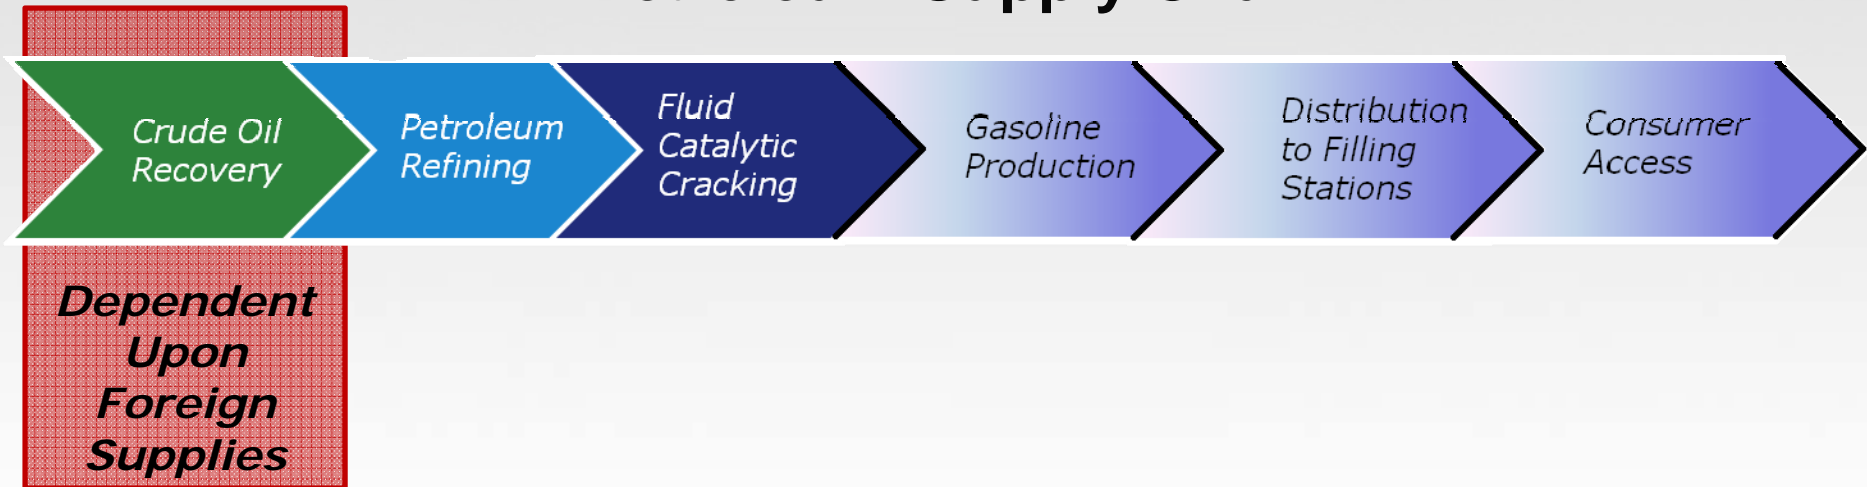 Supply
Crude Oil
Recovery
Petroleum
Refining
Fluid
Catalytic
Cracking
Gasoline
Production
Distribution
to Filling
Stations
Consumer
Access
Dependent
Upon
Foreign
Supplies